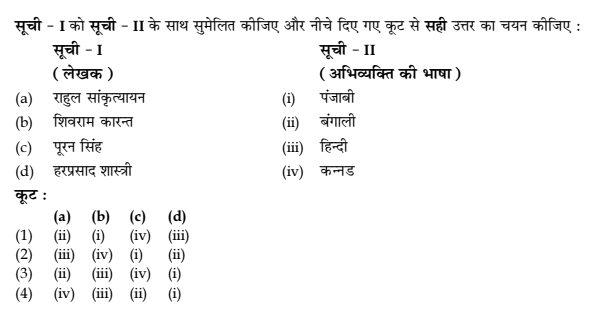 सूची - I को सूची - II के साथ सुमेलित कीजिए और नीचे दिए गए कूट से सही उत्तर का चयन कीजिए :
सूची - I सूची - II
( लेखक ) ( अभिव्यक्ति की भाषा )
(a) राहुल सांकृत्यायन (i) पंजाबी
(b) शिवराम कारन्त (ii) बंगाली
(c) पूरन सिंह (iii) हिन्दी
(d) हरप्रसाद शास्त्री (iv) कन्नड
कूट :
(a) (b) (c) (d)
(1) (ii) (i) (iv) (iii)
(2) (iii) (iv) (i) (ii)
(3) (ii) (iii) (iv) (i)
(4) (iv) (iii) (ii) (i)